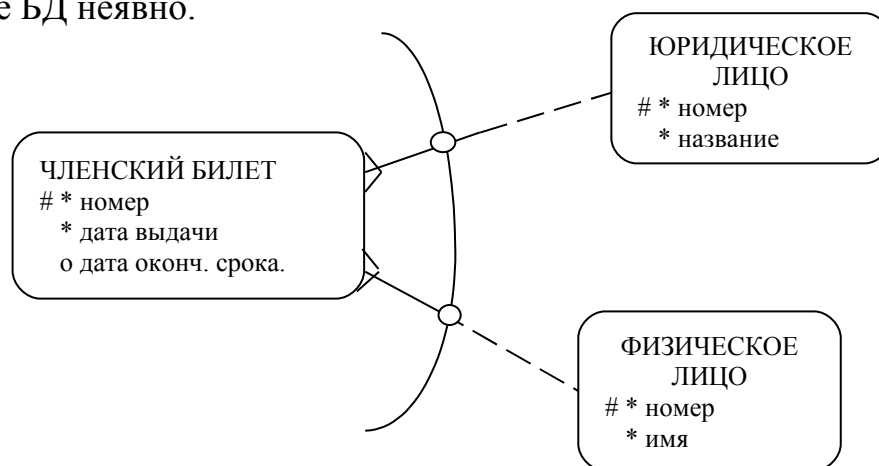 е БД неявно.
ЮРИДИЧЕСКОЕ
ЛИЦО
# * номер
* название
ЧЛЕНСКИЙ БИЛЕТ
# * номер
* дата выдачи
о дата оконч. срока.
ФИЗИЧЕСКОЕ
ЛИЦО
# * номер
* имя